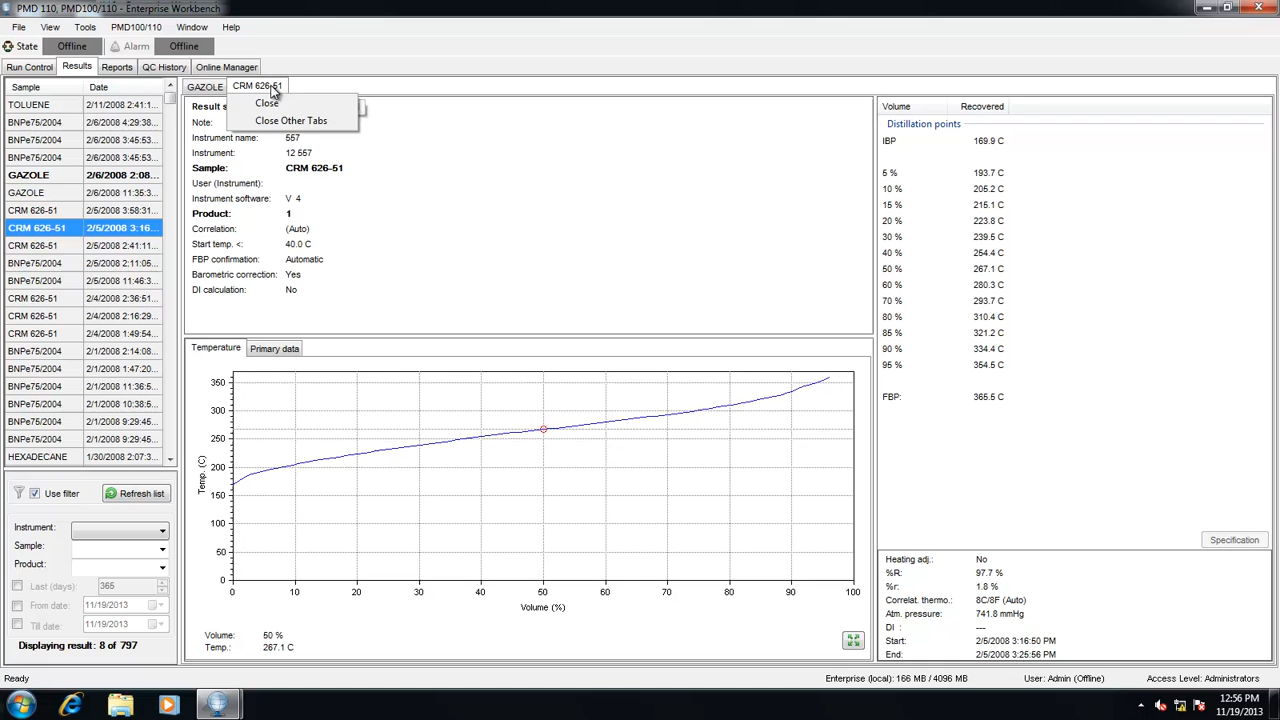 PMD 110, PMD100/110 - Enterprise Workbench
File View Tools PMD100/110 Window Help
State Offline Alarm Offline
Run Control Results Reports QC History Online Manager
Sample Date
TOLUENE 2/11/2008 2:41:1...
BNPe75/2004 2/6/2008 4:29:38...
BNPe75/2004 2/6/2008 3:45:53...
BNPe75/2004 2/6/2008 3:45:53...
GAZOLE 2/6/2008 2:08...
GAZOLE 2/6/2008 11:35:3...
CRM 626-51 2/5/2008 3:58:31...
CRM 626-51 2/5/2008 3:16...
CRM 626-51 2/5/2008 2:41:11...
BNPe75/2004 2/5/2008 2:11:05...
BNPe75/2004 2/5/2008 11:46:3...
CRM 626-51 2/4/2008 2:36:51...
CRM 626-51 2/4/2008 2:16:29...
CRM 626-51 2/4/2008 1:49:54...
BNPe75/2004 2/1/2008 2:14:08...
BNPe75/2004 2/1/2008 1:47:20...
BNPe75/2004 2/1/2008 11:36:5...
BNPe75/2004 2/1/2008 10:38:5...
BNPe75/2004 2/1/2008 9:29:45...
BNPe75/2004 2/1/2008 9:29:45...
HEXADECANE 1/30/2008 2:07:3...
Use filter Refresh list
Instrument:
Sample:
Product:
Last (days): 365
From date: 11/19/2013
Till date: 11/19/2013
Displaying result: 8 of 797
GAZOLE CRM 626-51
Close
Close Other Tabs
Result s
Note:
Instrument name: 557
Instrument: 12 557
Sample: CRM 626-51
User (Instrument):
Instrument software: V 4
Product: 1
Correlation: (Auto)
Start temp. <: 40.0 C
FBP confirmation: Automatic
Barometric correction: Yes
DI calculation: No
Temperature Primary data
350
300
250
200
150
100
50
0
Temp. (C)
0 10 20 30 40 50 60 70 80 90 100
Volume (%)
Volume: 50 %
Temp.: 267.1 C
Volume Recovered
Distillation points
IBP 169.9 C
5 % 193.7 C
10 % 205.2 C
15 % 215.1 C
20 % 223.8 C
30 % 239.5 C
40 % 254.4 C
50 % 267.1 C
60 % 280.3 C
70 % 293.7 C
80 % 310.4 C
85 % 321.2 C
90 % 334.4 C
95 % 354.5 C
FBP: 365.5 C
Specification
Heating adj.: No
%R: 97.7 %
%r: 1.8 %
Correlat. thermo.: 8C/8F (Auto)
Atm. pressure: 741.8 mmHg
DI : ---
Start: 2/5/2008 3:16:50 PM
End: 2/5/2008 3:25:56 PM
Ready Enterprise (local): 166 MB / 4096 MB User: Admin (Offline) Access Level: Administrators
12:56 PM
11/19/2013